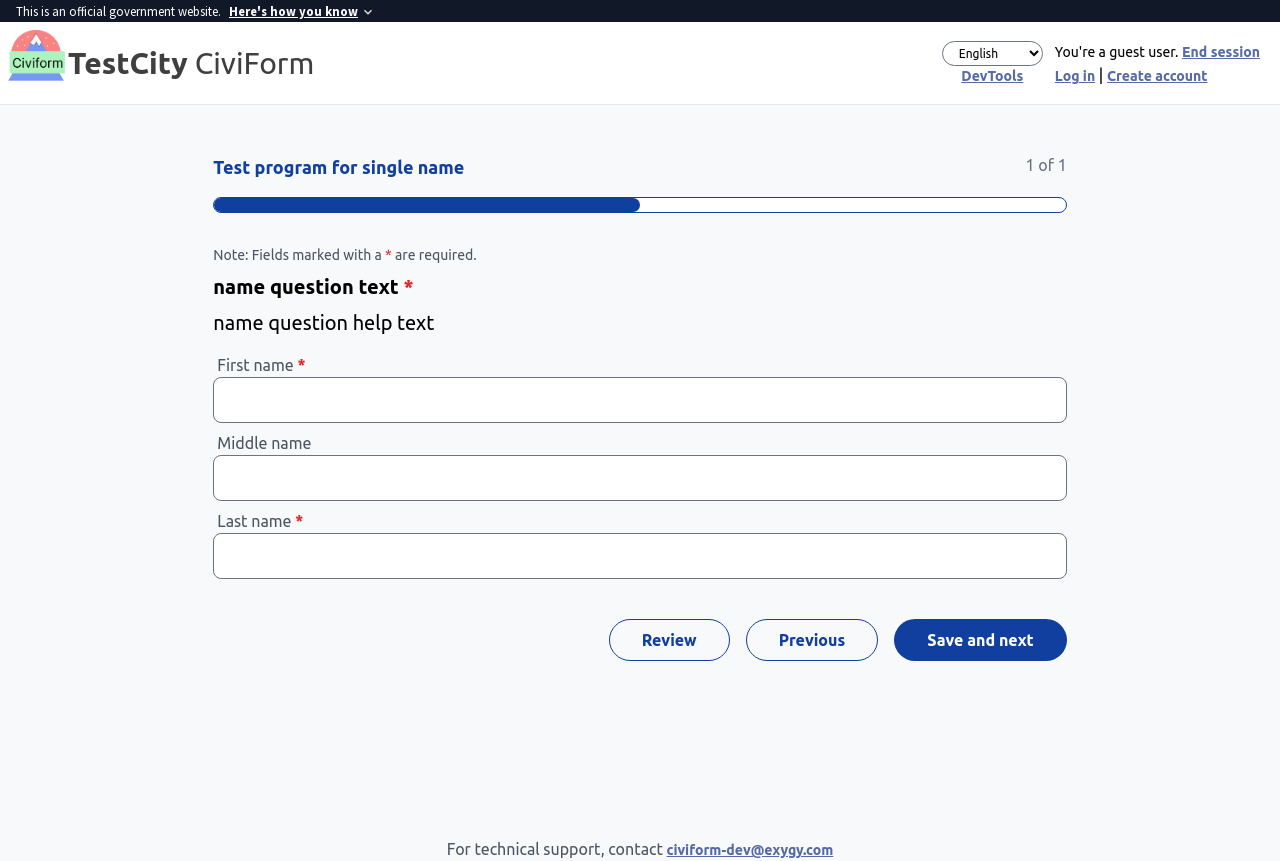 This is an official government website. Here's how you know
Civiform TestCity CiviForm
English
You're a guest user. End session
DevTools
Log in | Create account
Test program for single name
1 of 1
Note: Fields marked with a * are required.
name question text *
name question help text
First name *
Middle name
Last name *
Review
Previous
Save and next
For technical support, contact civiform-dev@exygy.com